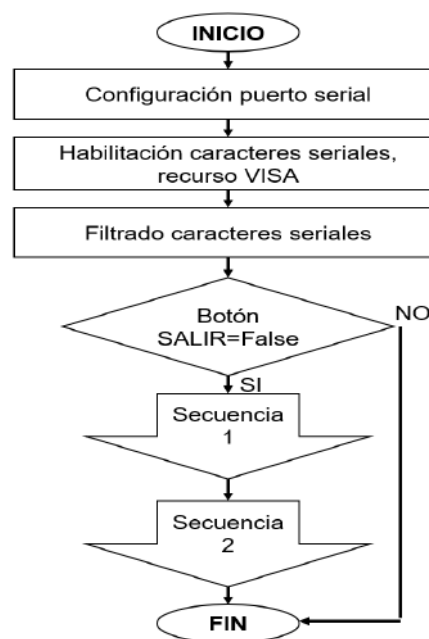 INICIO
Configuración puerto serial
Habilitación caracteres seriales,
recurso VISA
Filtrado caracteres seriales
Botón
SALIR=False
NO
SI
Secuencia
1
Secuencia
2
FIN